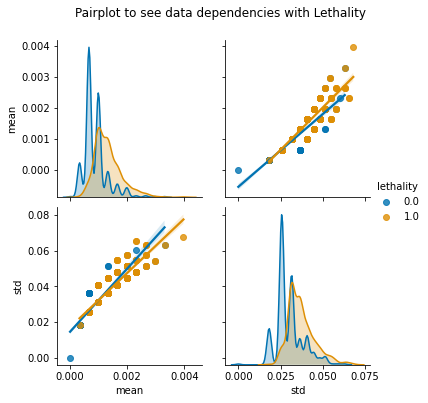 Pairplot to see data dependencies with Lethality
0.004
0.003
0.002
0.001
0.000
mean
lethality
0.0
1.0
0.08
0.06
0.04
0.02
0.00
std
0.000 0.002 0.004
mean
0.000 0.025 0.050 0.075
std